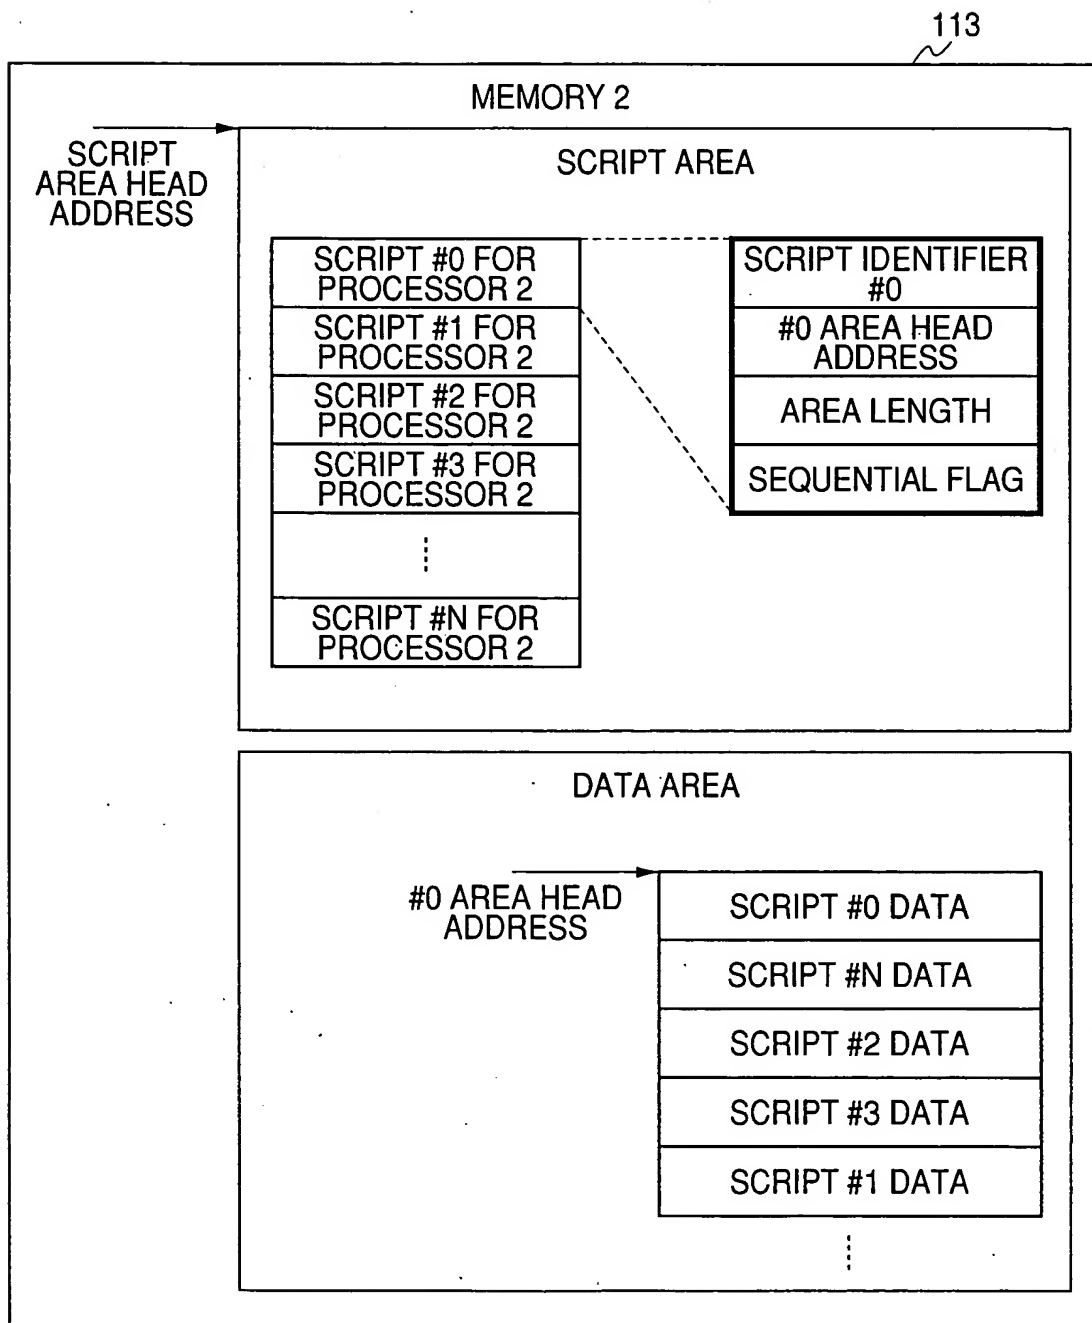 113
MEMORY 2
SCRIPT
AREA HEAD
ADDRESS
SCRIPT AREA
SCRIPT #0 FOR
PROCESSOR 2
SCRIPT #1 FOR
PROCESSOR 2
SCRIPT #2 FOR
PROCESSOR 2
SCRIPT #3 FOR
PROCESSOR 2
SCRIPT #N FOR
PROCESSOR 2
SCRIPT IDENTIFIER
#0
#0 AREA HEAD
ADDRESS
AREA LENGTH
SEQUENTIAL FLAG
DATA AREA
#0 AREA HEAD
ADDRESS
SCRIPT #0 DATA
SCRIPT #N DATA
SCRIPT #2 DATA
SCRIPT #3 DATA
SCRIPT #1 DATA